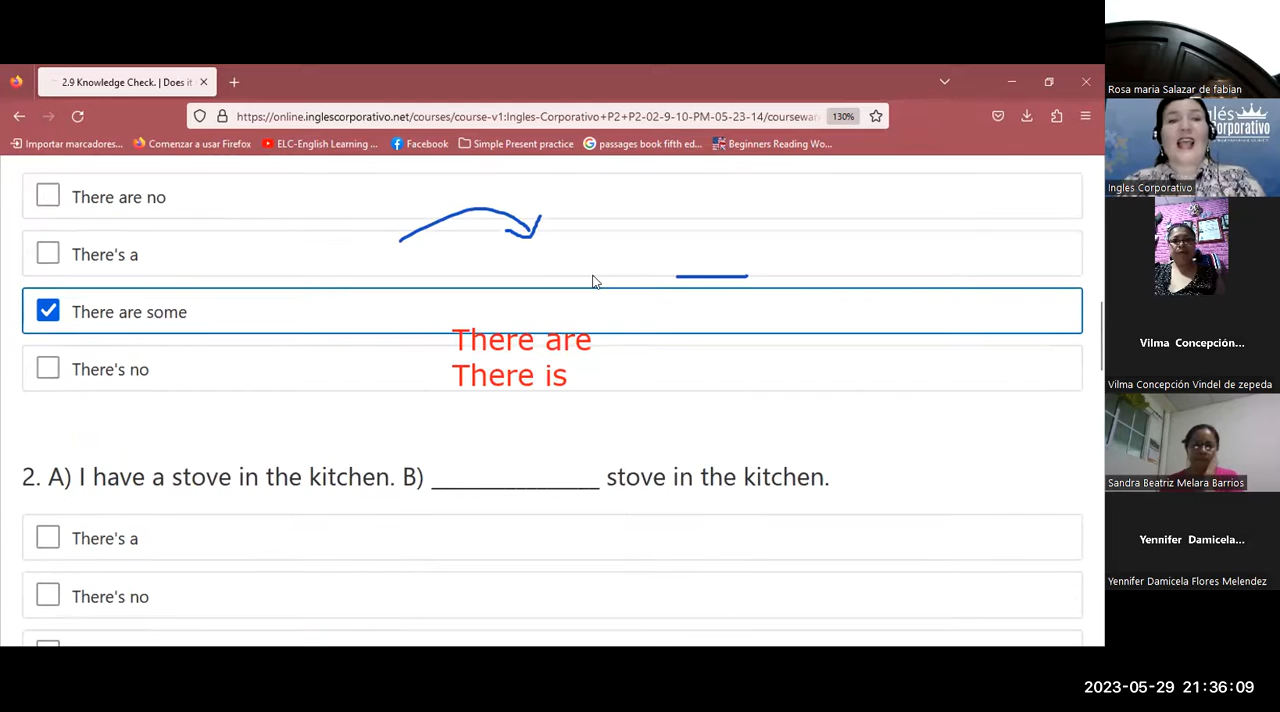 2.9 Knowledge Check. | Does it
https://online.inglescorporativo.net/courses/course-v1:Ingles-Corporativo+P2+P2-02-9-10-PM-05-23-14/coursewar
130%
Importar marcadores...
Comenzar a usar Firefox
ELC-English Learning ...
Facebook
Simple Present practice
passages book fifth ed...
Beginners Reading Wo...
There are no
There's a
There are some
There are
There's no
There is
2. A) I have a stove in the kitchen. B) ______________ stove in the kitchen.
There's a
There's no
Rosa maria Salazar de fabian
Corporativo
Ingles Corporativo
Vilma Concepción...
Vilma Concepción Vindel de zepeda
Sandra Beatriz Melara Barrios
Yennifer Damicela...
Yennifer Damicela Flores Melendez
2023-05-29 21:36:09